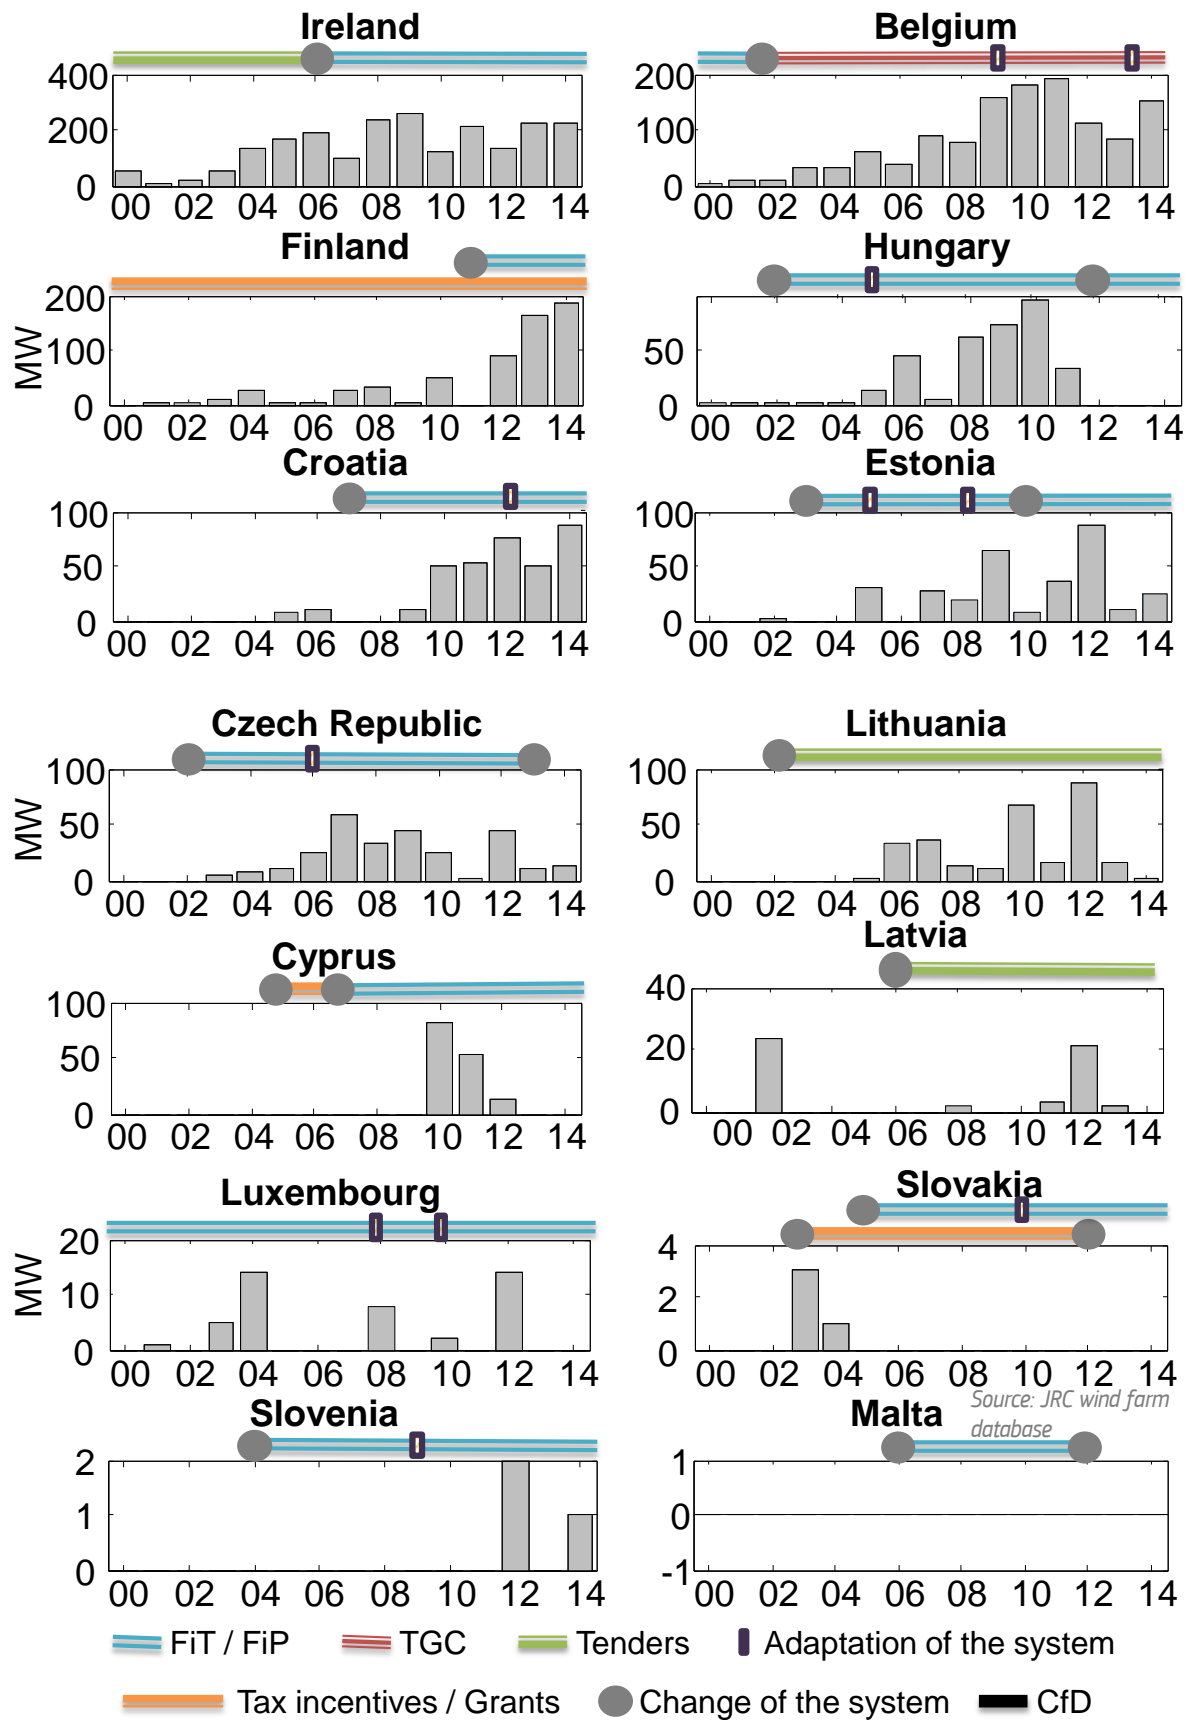 Ireland
400
200
0
00 02 04 06 08 10 12 14
Belgium
200
100
0
00 02 04 06 08 10 12 14
Finland
MW
200
100
0
00 02 04 06 08 10 12 14
Hungary
50
0
00 02 04 06 08 10 12 14
Croatia
100
50
0
00 02 04 06 08 10 12 14
Estonia
100
50
0
00 02 04 06 08 10 12 14
Czech Republic
MW
100
50
0
00 02 04 06 08 10 12 14
Lithuania
100
50
0
00 02 04 06 08 10 12 14
Cyprus
100
50
0
00 02 04 06 08 10 12 14
Latvia
40
20
0
00 02 04 06 08 10 12 14
Luxembourg
MW
20
10
0
00 02 04 06 08 10 12 14
Slovakia
4
2
0
00 02 04 06 08 10 12 14
Slovenia
2
1
0
00 02 04 06 08 10 12 14
Malta
Source: JRC wind farm
database
1
0
-1
00 02 04 06 08 10 12 14
FiT / FiP TGC Tenders Adaptation of the system
Tax incentives / Grants Change of the system CfD